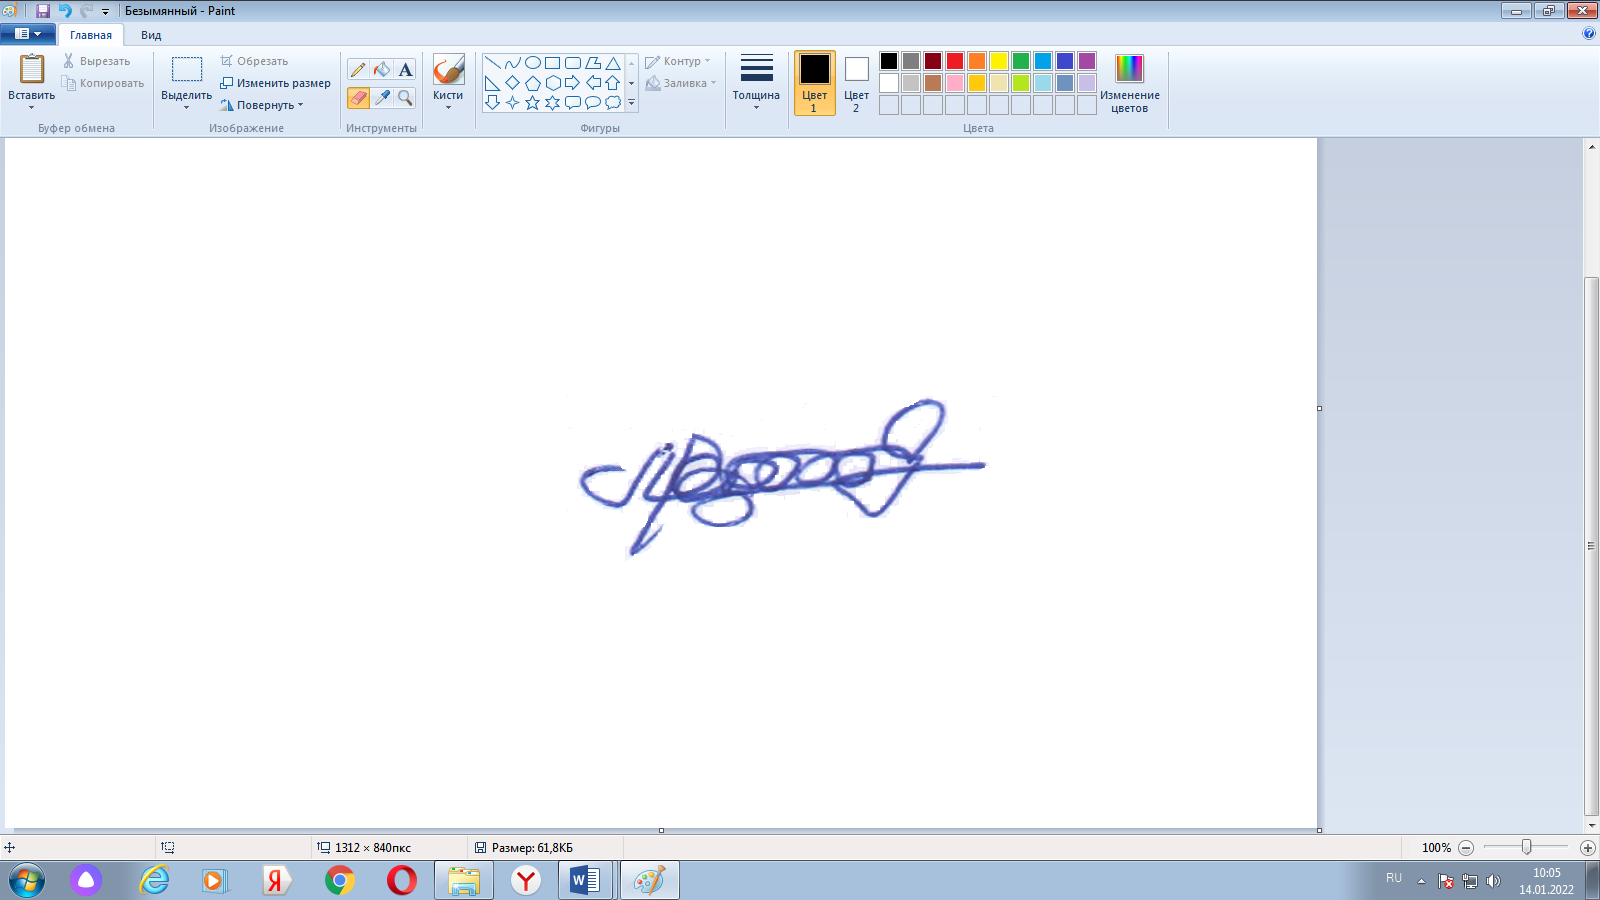 Безымянный - Paint
Главная Вид
Вставить
Вырезать
Копировать
Буфер обмена
Выделить
Обрезать
Изменить размер
Повернуть
Изображение
A
Инструменты
Кисти
Контур
Заливка
Фигуры
Толщина
Цвет
1
Цвет
2
Изменение
цветов
Цвета
1312 × 840пкс
Размер: 61,8КБ
100%
RU
10:05
14.01.2022